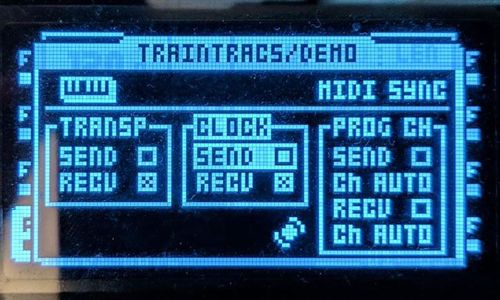 TRAINTRACS/DEMO
MIDI SYNC
TRANSP
SEND
RECV
CLOCK
SEND
RECV
PROG CH
SEND
Ch AUTO
RECV
Ch AUTO